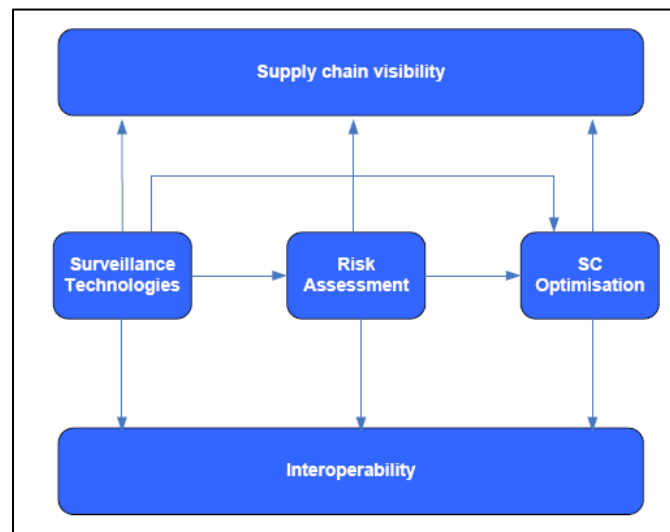 Supply chain visibility
Surveillance
Technologies
Risk
Assessment
SC
Optimisation
Interoperability